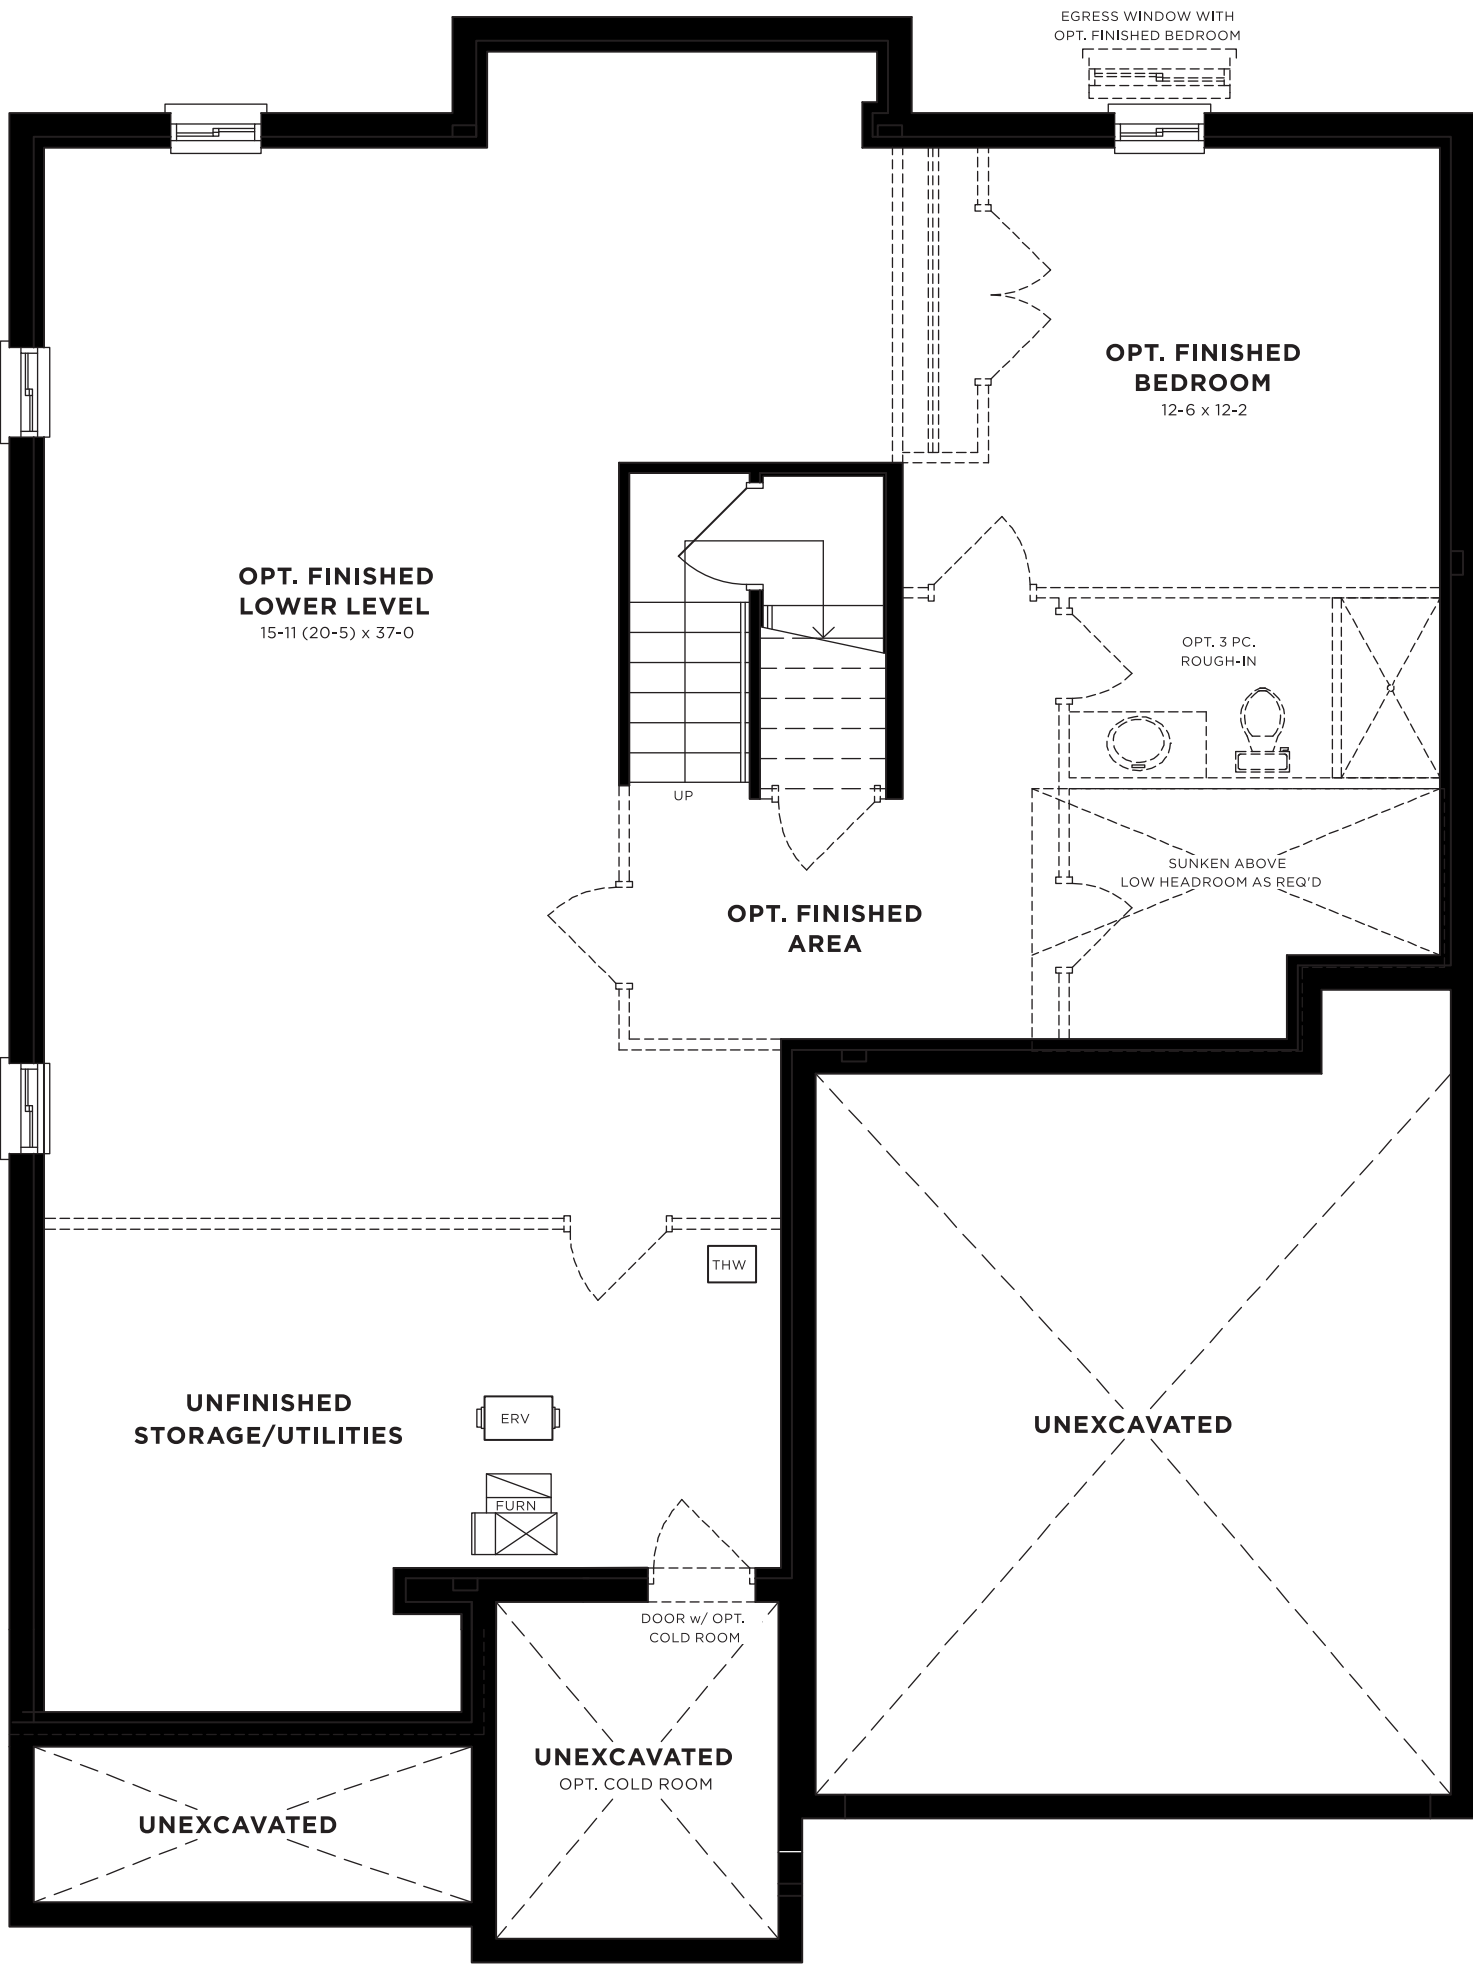 EGRESS WINDOW WITH
OPT. FINISHED BEDROOM
OPT. FINISHED
BEDROOM
12-6 x 12-2
OPT. FINISHED
LOWER LEVEL
15-11 (20-5) x 37-0
OPT. 3 PC.
ROUGH-IN
UP
SUNKEN ABOVE
LOW HEADROOM AS REQ'D
OPT. FINISHED
AREA
THW
UNFINISHED
STORAGE/UTILITIES
ERV
FURN
UNEXCAVATED
DOOR w/ OPT.
COLD ROOM
UNEXCAVATED
OPT. COLD ROOM
UNEXCAVATED